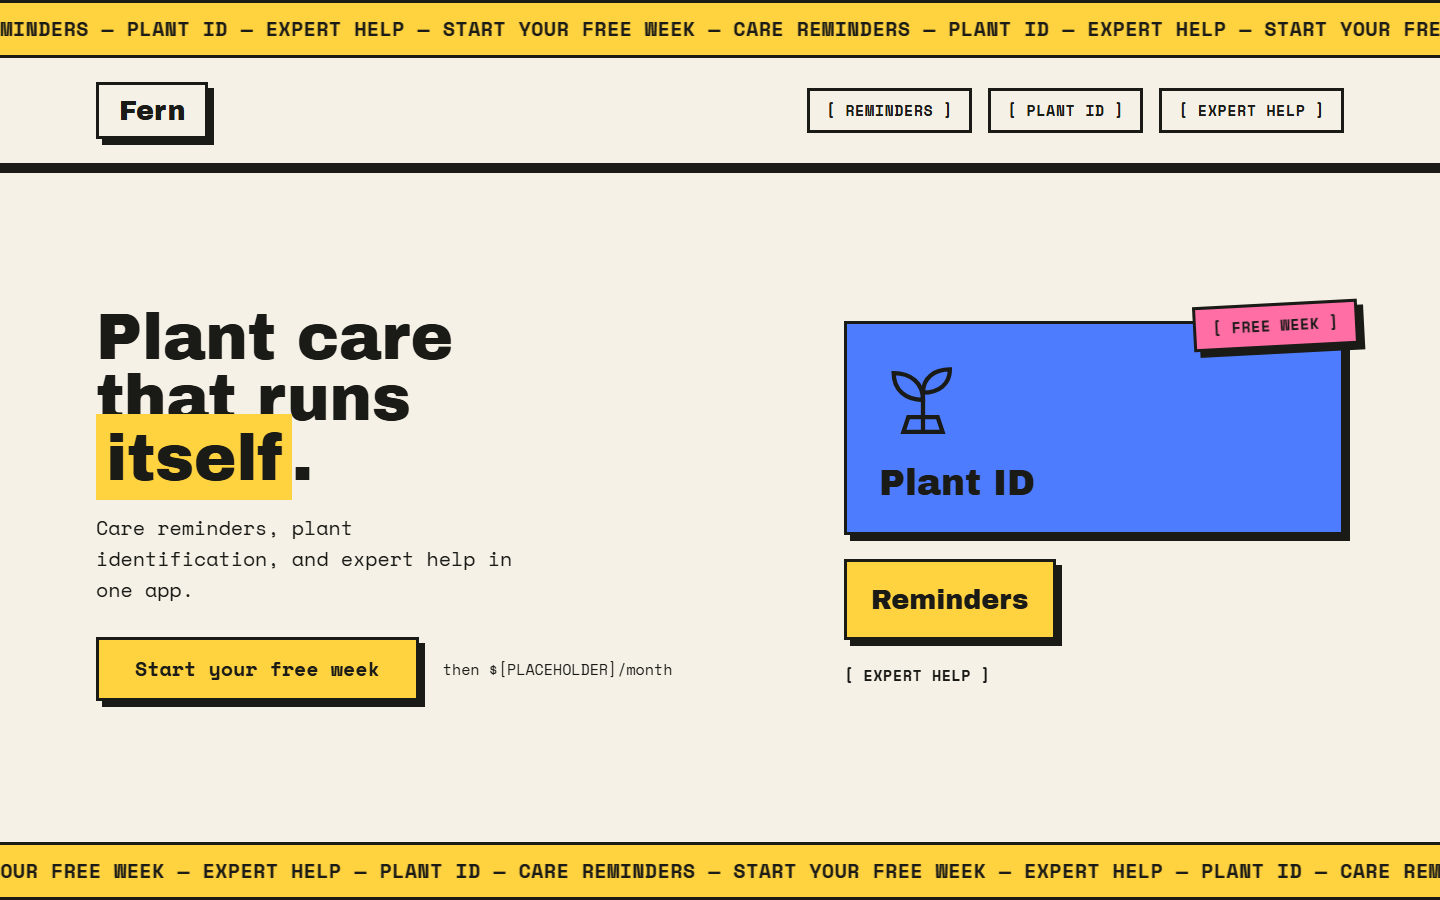 MINDERS — PLANT ID — EXPERT HELP — START YOUR FREE WEEK — CARE REMINDERS — PLANT ID — EXPERT HELP — START YOUR FRE
Fern
[ REMINDERS ] [ PLANT ID ] [ EXPERT HELP ]
Plant care
that runs
itself.
Care reminders, plant
identification, and expert help in
one app.
Start your free week
then $[PLACEHOLDER]/month
[ FREE WEEK ]
Plant ID
Reminders
[ EXPERT HELP ]
OUR FREE WEEK — EXPERT HELP — PLANT ID — CARE REMINDERS — START YOUR FREE WEEK — EXPERT HELP — PLANT ID — CARE REM